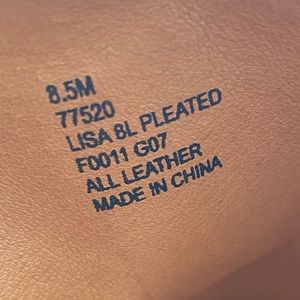 8.5M
77520
LISA 8L PLEATED
F0011 G07
ALL LEATHER
MADE IN CHINA